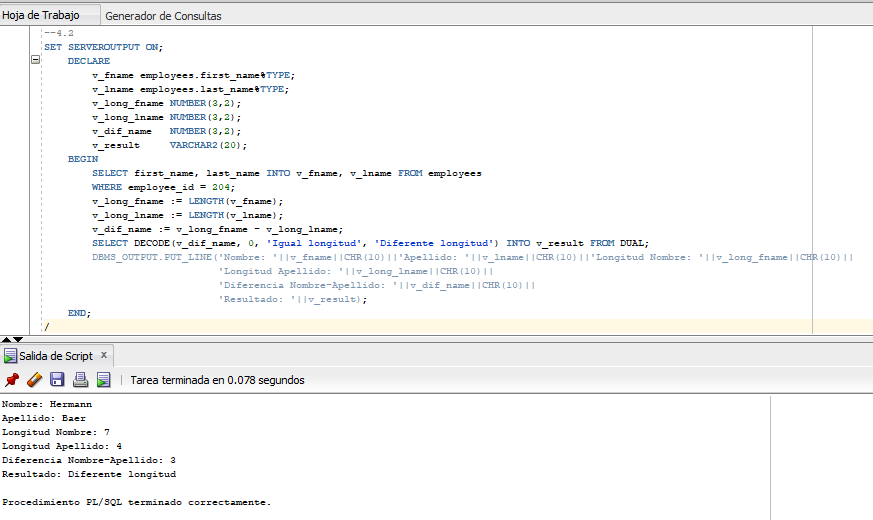 Hoja de Trabajo Generador de Consultas
--4.2
SET SERVEROUTPUT ON;
DECLARE
v_fname employees.first_name%TYPE;
v_lname employees.last_name%TYPE;
v_long_fname NUMBER(3,2);
v_long_lname NUMBER(3,2);
v_dif_name NUMBER(3,2);
v_result VARCHAR2(20);
BEGIN
SELECT first_name, last_name INTO v_fname, v_lname FROM employees
WHERE employee_id = 204;
v_long_fname := LENGTH(v_fname);
v_long_lname := LENGTH(v_lname);
v_dif_name := v_long_fname - v_long_lname;
SELECT DECODE(v_dif_name, 0, 'Igual longitud', 'Diferente longitud') INTO v_result FROM DUAL;
DBMS_OUTPUT.PUT_LINE('Nombre: '||v_fname||CHR(10)||'Apellido: '||v_lname||CHR(10)||'Longitud Nombre: '||v_long_fname||CHR(10)||
'Longitud Apellido: '||v_long_lname||CHR(10)||
'Diferencia Nombre-Apellido: '||v_dif_name||CHR(10)||
'Resultado: '||v_result);
END;
/
Salida de Script x
Tarea terminada en 0.078 segundos
Nombre: Hermann
Apellido: Baer
Longitud Nombre: 7
Longitud Apellido: 4
Diferencia Nombre-Apellido: 3
Resultado: Diferente longitud
Procedimiento PL/SQL terminado correctamente.